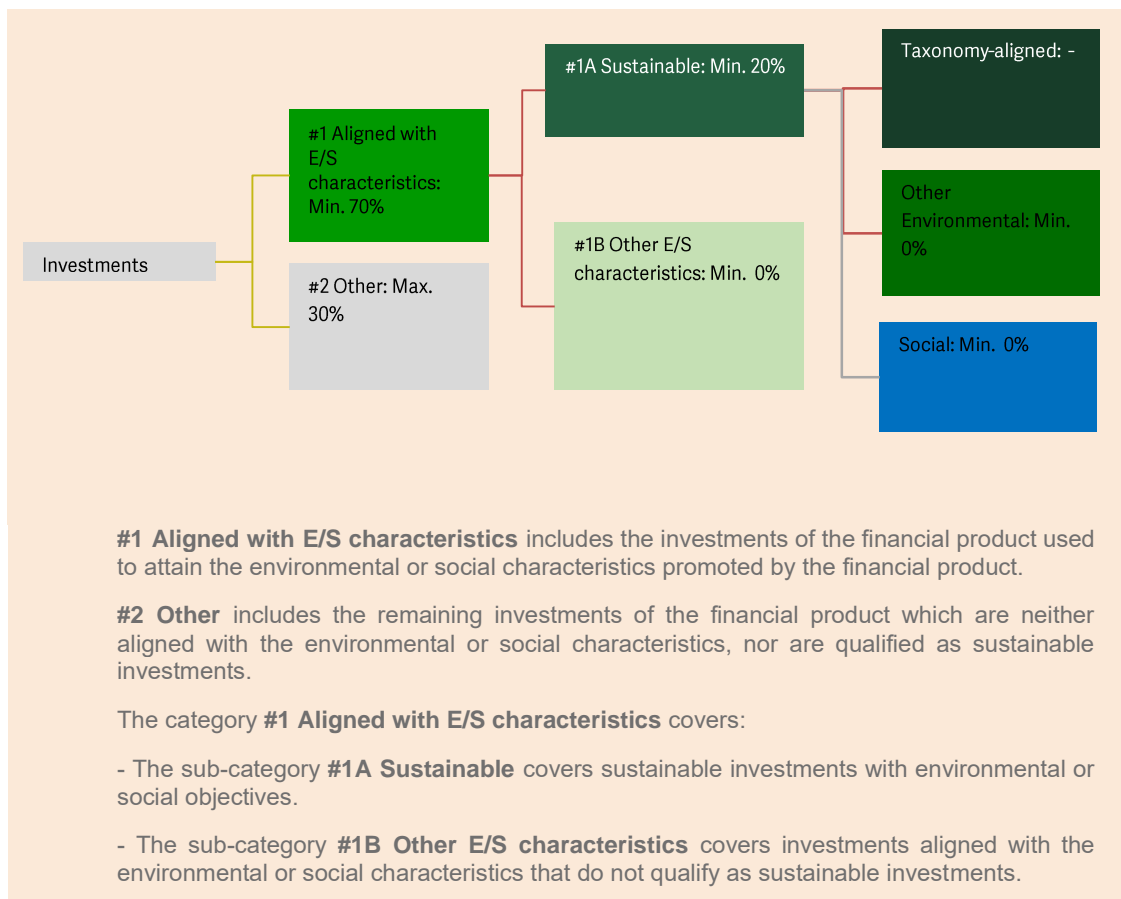 Investments
#1 Aligned with
E/S
characteristics:
Min. 70%
#2 Other: Max.
30%
#1A Sustainable: Min. 20%
#1B Other E/S
characteristics: Min. 0%
Taxonomy-aligned: -
Other
Environmental: Min.
0%
Social: Min. 0%
#1 Aligned with E/S characteristics includes the investments of the financial product used
to attain the environmental or social characteristics promoted by the financial product.
#2 Other includes the remaining investments of the financial product which are neither
aligned with the environmental or social characteristics, nor are qualified as sustainable
investments.
The category #1 Aligned with E/S characteristics covers:
- The sub-category #1A Sustainable covers sustainable investments with environmental or
social objectives.
- The sub-category #1B Other E/S characteristics covers investments aligned with the
environmental or social characteristics that do not qualify as sustainable investments.